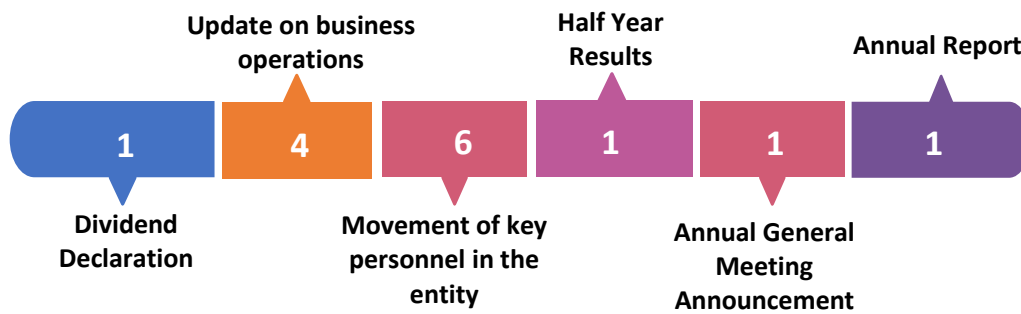 Update on business
operations
Half Year
Results
Annual Report
1
4
6
1
1
1
Dividend
Declaration
Movement of key
personnel in the
entity
Annual General
Meeting
Announcement